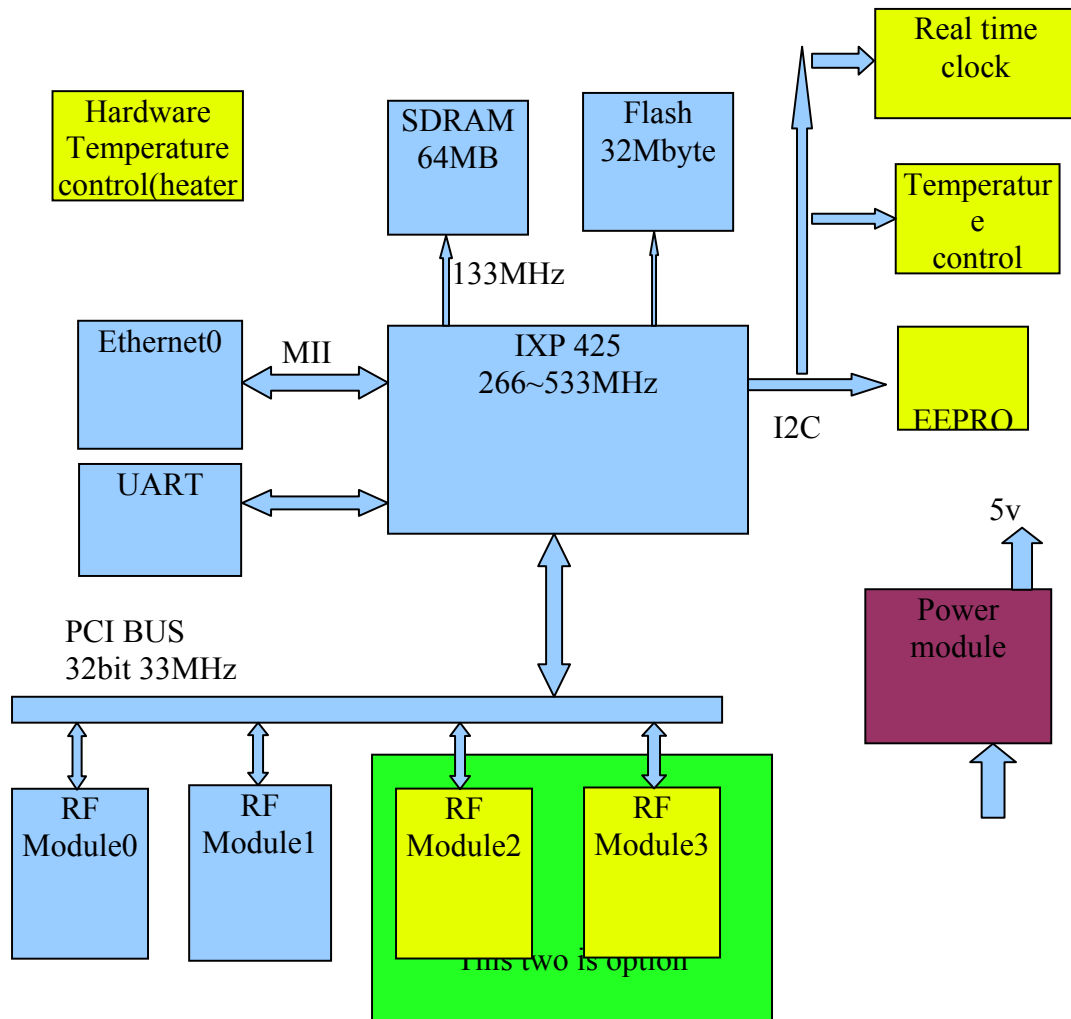 Real time
clock
Hardware
Temperature
control(heater
SDRAM
64MB
Flash
32Mbyte
Temperatur
e
control
133MHz
Ethernet0
MII
IXP 425
266~533MHz
I2C
EEPRO
UART
5v
Power
module
PCI BUS
32bit 33MHz
RF
Module0
RF
Module1
RF
Module2
RF
Module3
This two is option